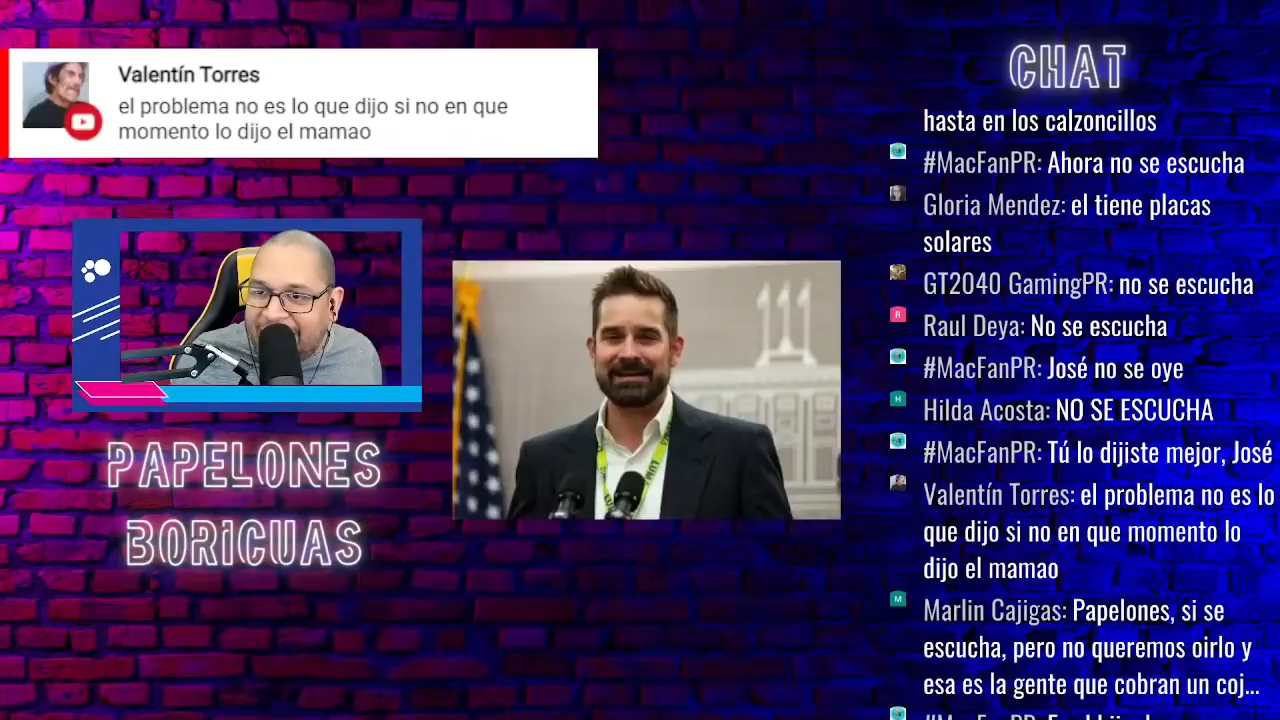 Valentín Torres
el problema no es lo que dijo si no en que
momento lo dijo el mamao
PAPELONES
BORICUAS
CHAT
hasta en los calzoncillos
#MacFanPR: Ahora no se escucha
Gloria Mendez: el tiene placas
solares
GT2040 GamingPR: no se escucha
R
Raul Deya: No se escucha
#MacFanPR: José no se oye
H
Hilda Acosta: NO SE ESCUCHA
#MacFanPR: Tú lo dijiste mejor, José
Valentín Torres: el problema no es lo
que dijo si no en que momento lo
dijo el mamao
M
Marlin Cajigas: Papelones, si se
escucha, pero no queremos oirlo y
esa es la gente que cobran un coj...
#MacFanPR: